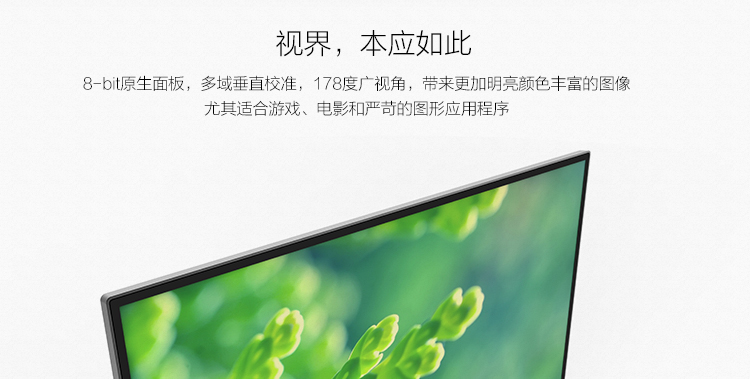 视界，本应如此
8-bit原生面板，多域垂直校准，178度广视角，带来更加明亮颜色丰富的图像
尤其适合游戏、电影和严苛的图形应用程序